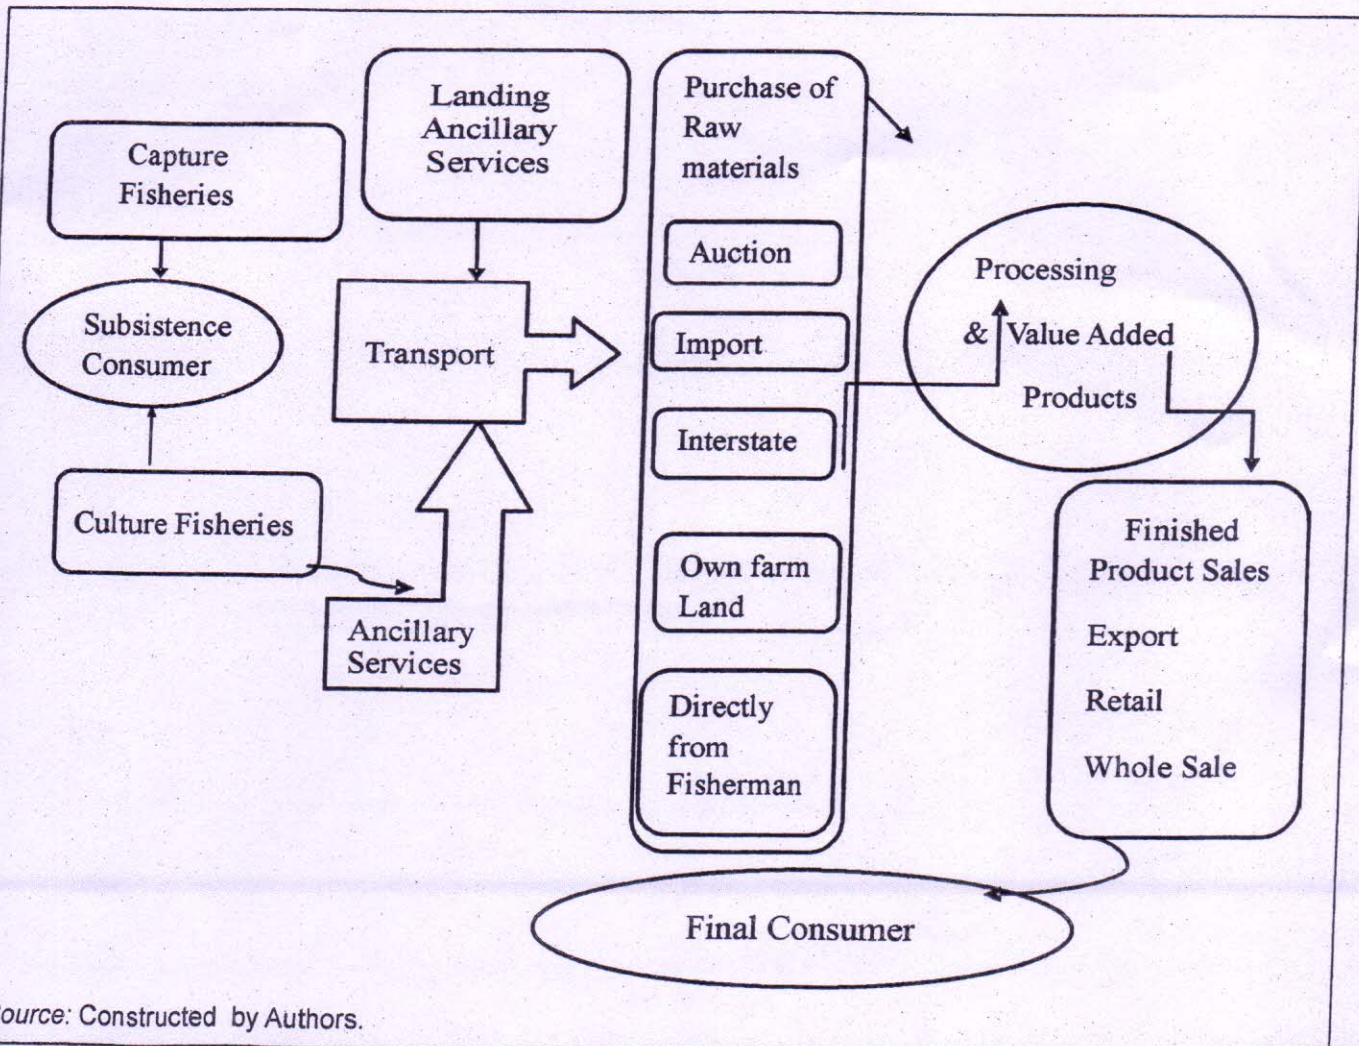 Capture
Fisheries
Subsistence
Consumer
Culture Fisheries
Landing
Ancillary
Services
Transport
Ancillary
Services
Purchase of
Raw
materials
Auction
Import
Interstate
Own farm
Land
Directly
from
Fisherman
Processing
& Value Added
Products
Finished
Product Sales
Export
Retail
Whole Sale
Final Consumer
ource: Constructed by Authors.